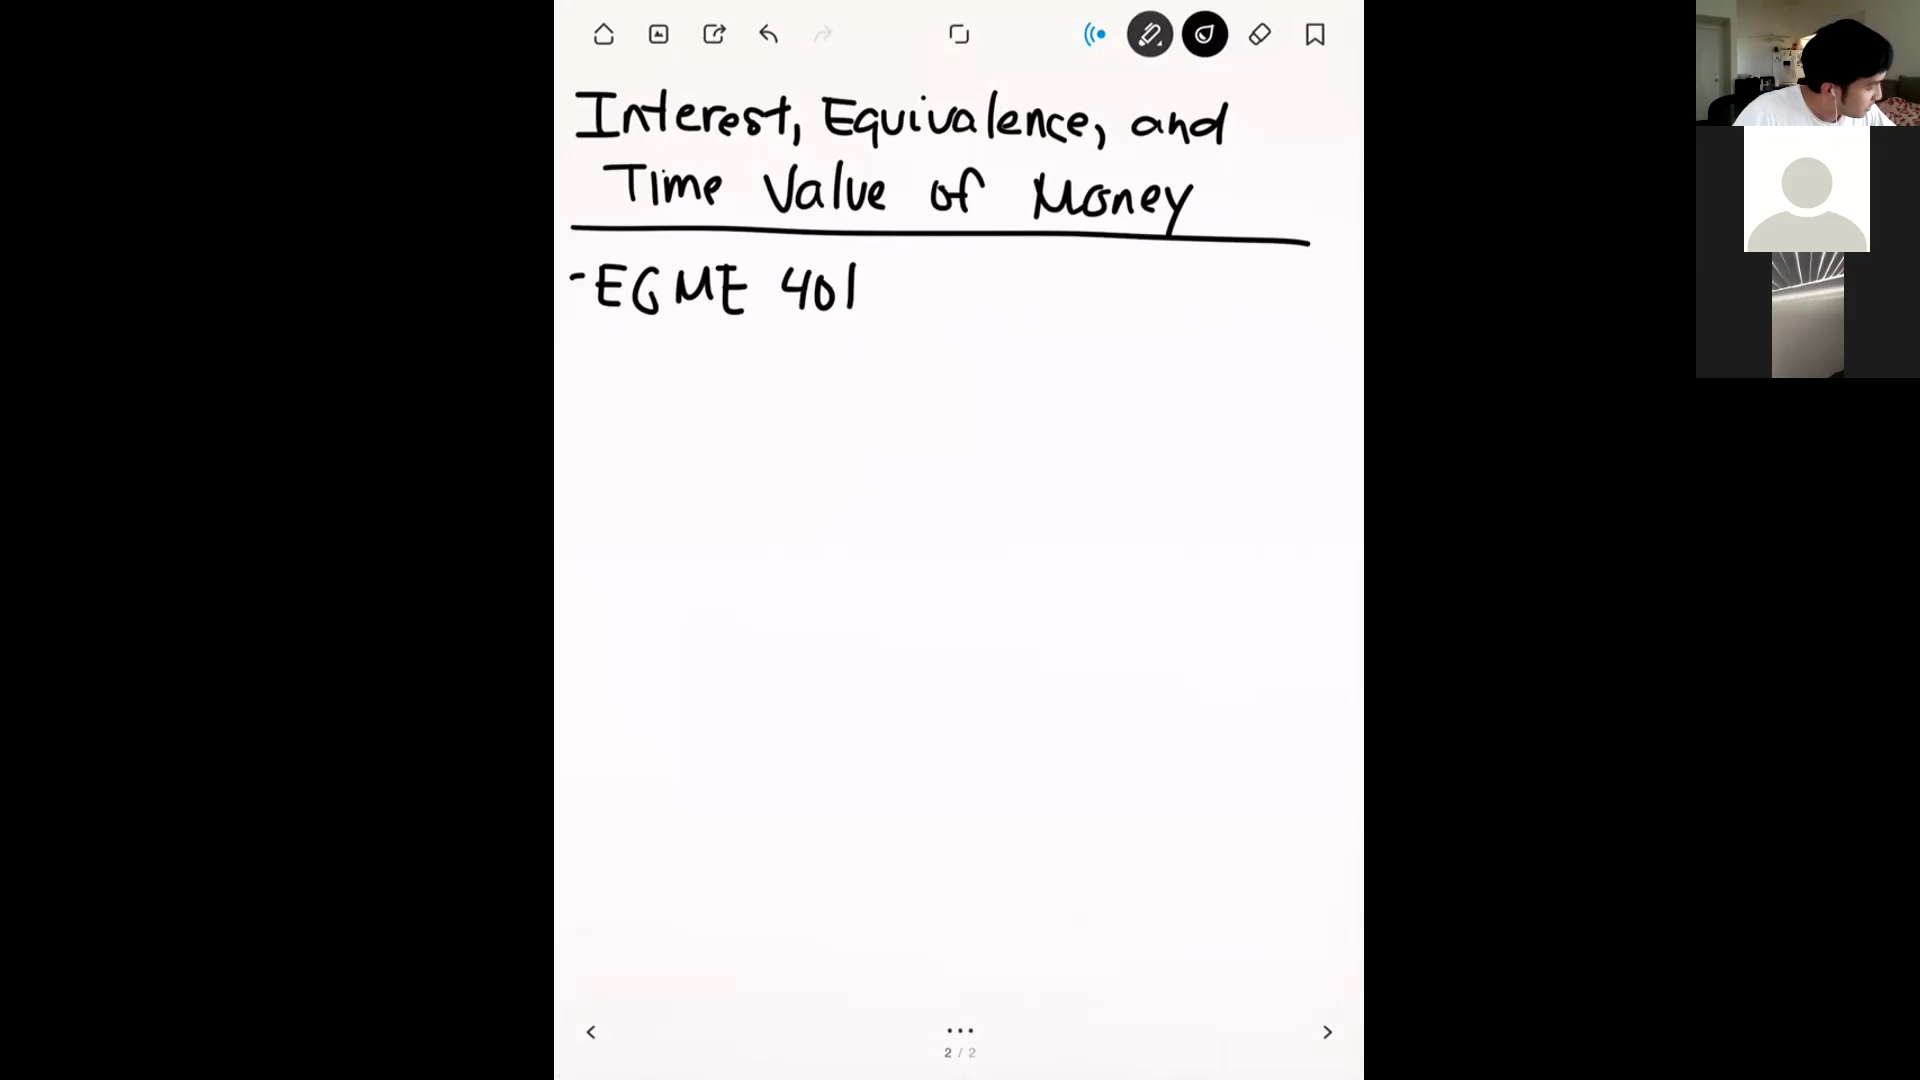 Interest, Equivalence, and
Time Value of Money
- EGME 401
2 / 2